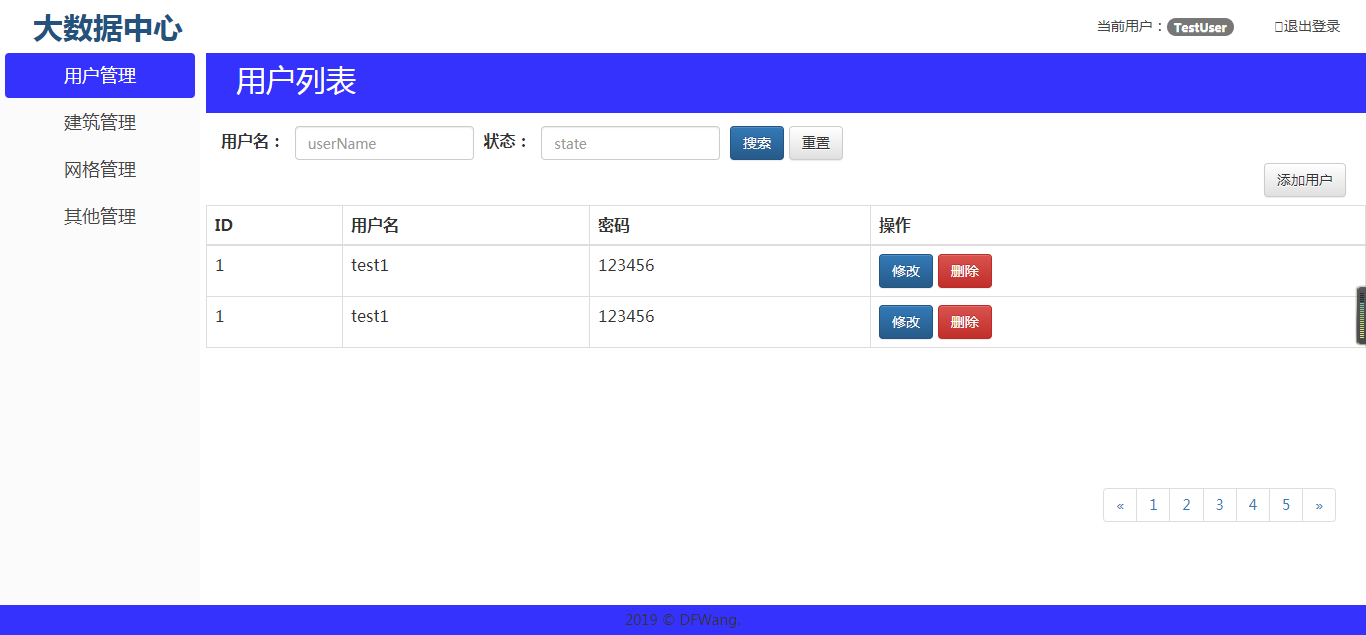 大数据中心
当前用户：TestUser 退出登录
用户管理
建筑管理
网格管理
其他管理
用户列表
用户名： userName 状态： state 搜索 重置
添加用户
ID 用户名 密码 操作
1 test1 123456 修改 删除
1 test1 123456 修改 删除
« 1 2 3 4 5 »
2019 © DFWang.